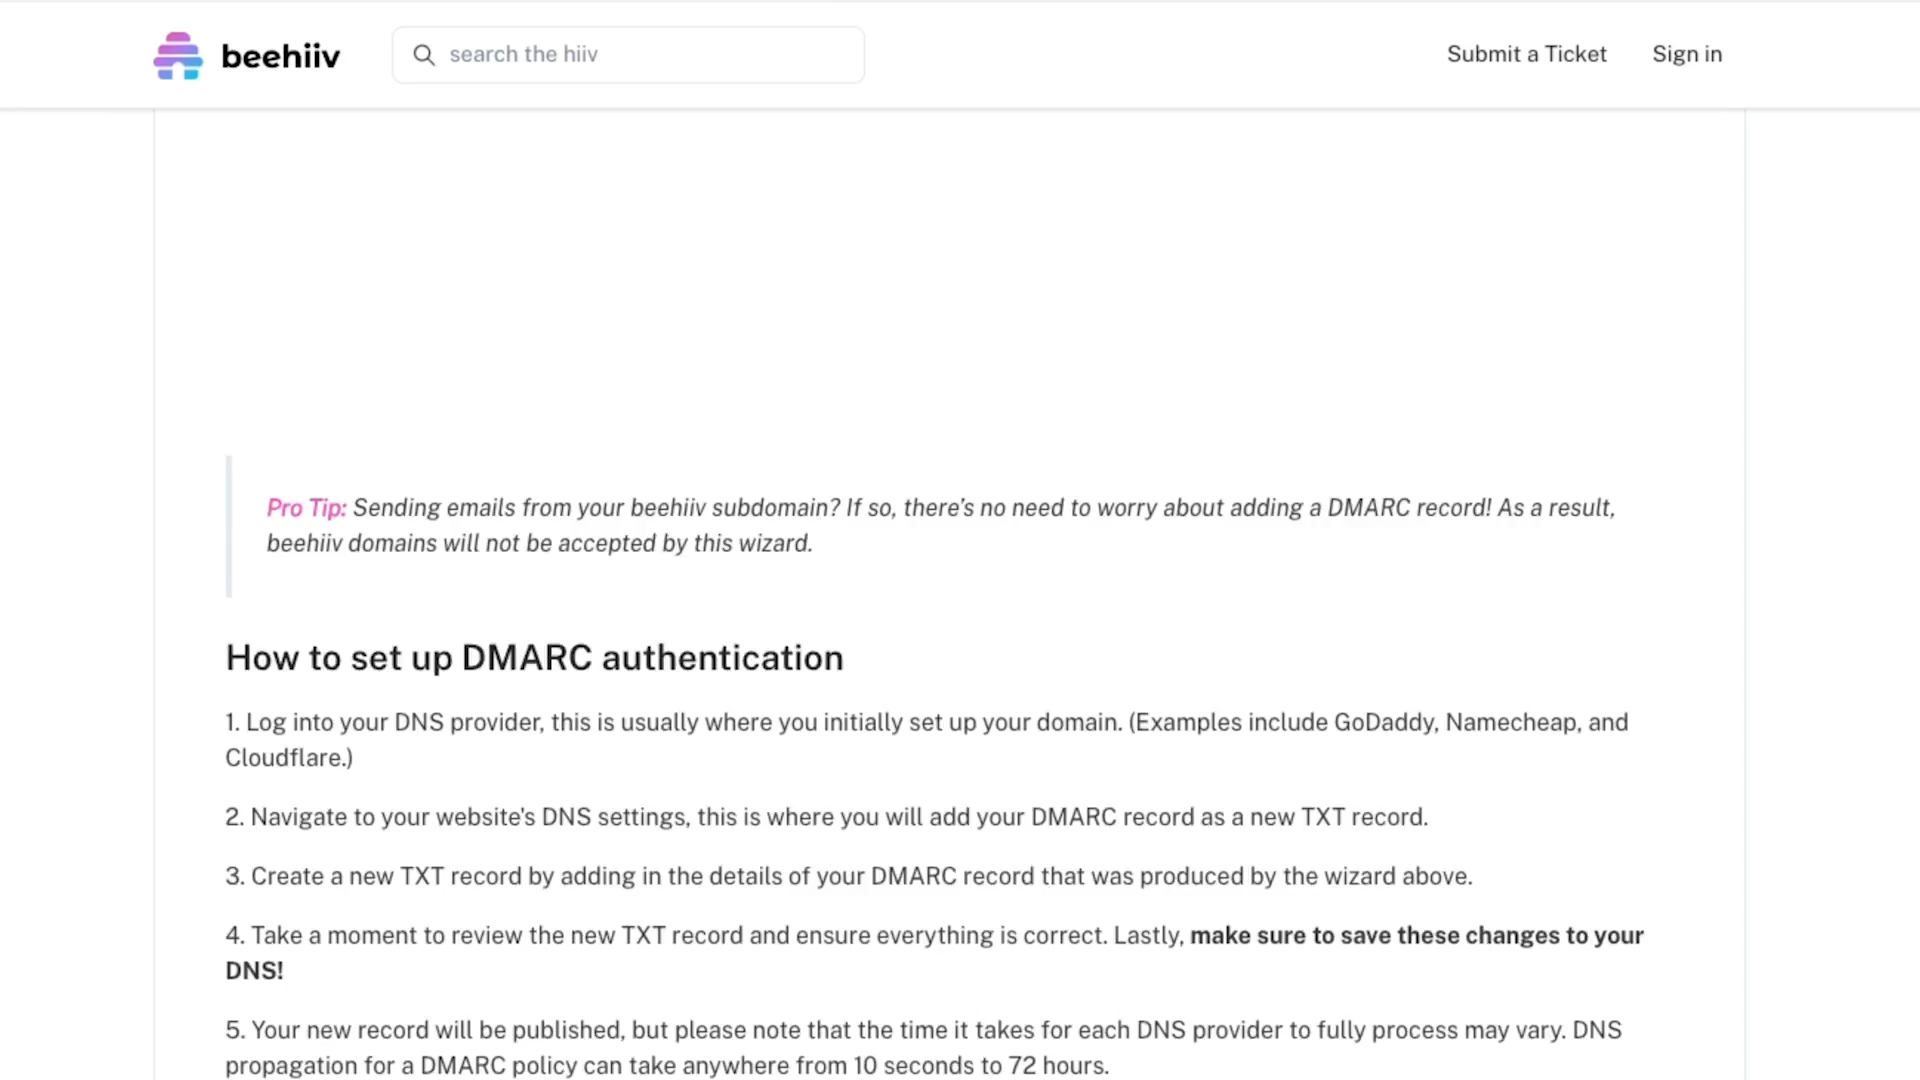 beehiiv
search the hiiv
Submit a Ticket
Sign in
Pro Tip: Sending emails from your beehiiv subdomain? If so, there’s no need to worry about adding a DMARC record! As a result,
beehiiv domains will not be accepted by this wizard.
How to set up DMARC authentication
1. Log into your DNS provider, this is usually where you initially set up your domain. (Examples include GoDaddy, Namecheap, and
Cloudflare.)
2. Navigate to your website's DNS settings, this is where you will add your DMARC record as a new TXT record.
3. Create a new TXT record by adding in the details of your DMARC record that was produced by the wizard above.
4. Take a moment to review the new TXT record and ensure everything is correct. Lastly, make sure to save these changes to your
DNS!
5. Your new record will be published, but please note that the time it takes for each DNS provider to fully process may vary. DNS
propagation for a DMARC policy can take anywhere from 10 seconds to 72 hours.